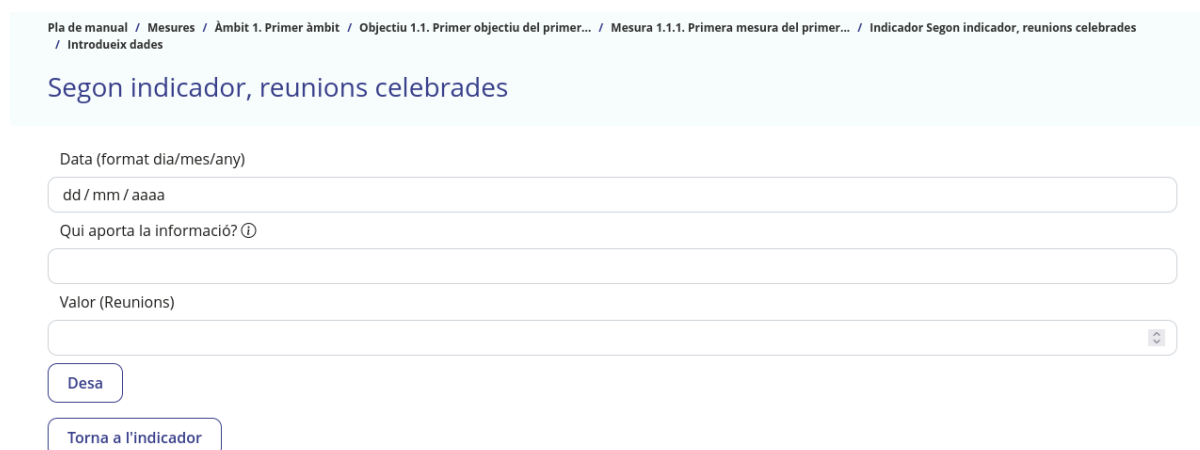 Pla de manual / Mesures / Àmbit 1. Primer àmbit / Objectiu 1.1. Primer objectiu del primer... / Mesura 1.1.1. Primera mesura del primer... / Indicador Segon indicador, reunions celebrades
/ Introdueix dades
Segon indicador, reunions celebrades
Data (format dia/mes/any)
dd / mm / aaaa
Qui aporta la informació?
Valor (Reunions)
Desa
Torna a l'indicador